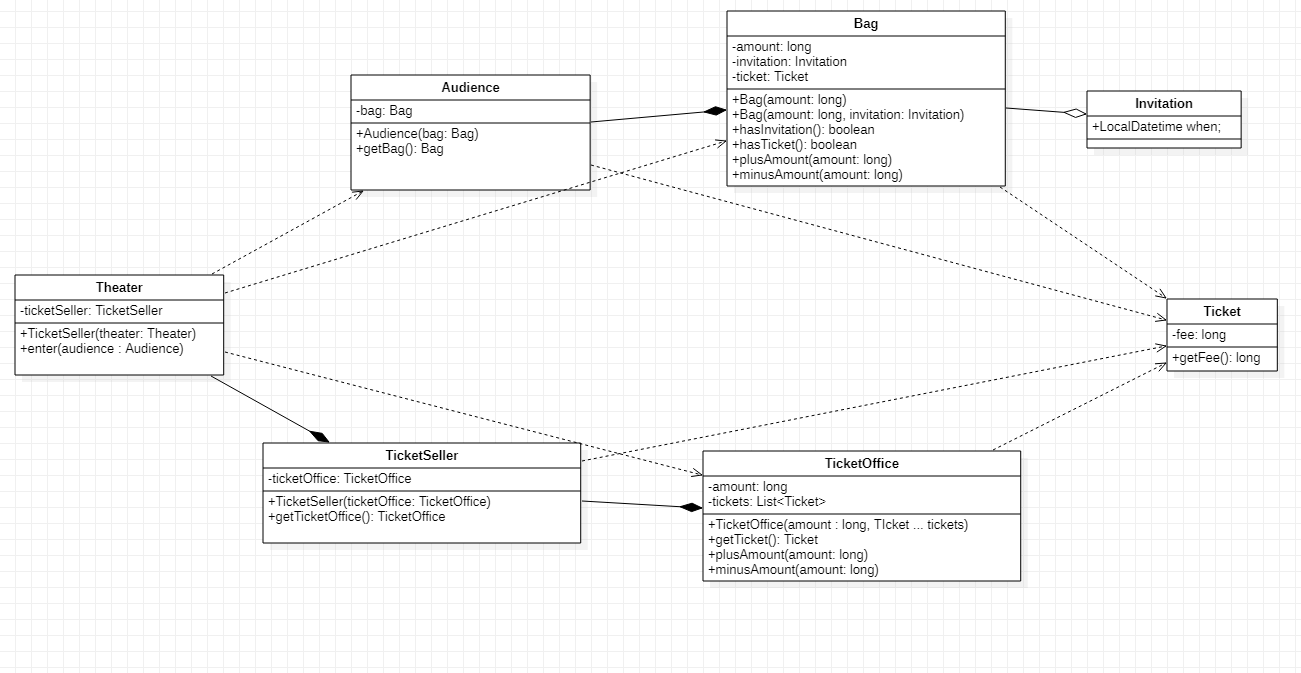 Bag
-amount: long
-invitation: Invitation
-ticket: Ticket
+Bag(amount: long)
+Bag(amount: long, invitation: Invitation)
+hasInvitation(): boolean
+hasTicket(): boolean
+plusAmount(amount: long)
+minusAmount(amount: long)
Audience
-bag: Bag
+Audience(bag: Bag)
+getBag(): Bag
Invitation
+LocalDatetime when;
Theater
-ticketSeller: TicketSeller
+TicketSeller(theater: Theater)
+enter(audience : Audience)
Ticket
-fee: long
+getFee(): long
TicketSeller
-ticketOffice: TicketOffice
+TicketSeller(ticketOffice: TicketOffice)
+getTicketOffice(): TicketOffice
TicketOffice
-amount: long
-tickets: List<Ticket>
+TicketOffice(amount : long, TIcket ... tickets)
+getTicket(): Ticket
+plusAmount(amount: long)
+minusAmount(amount: long)